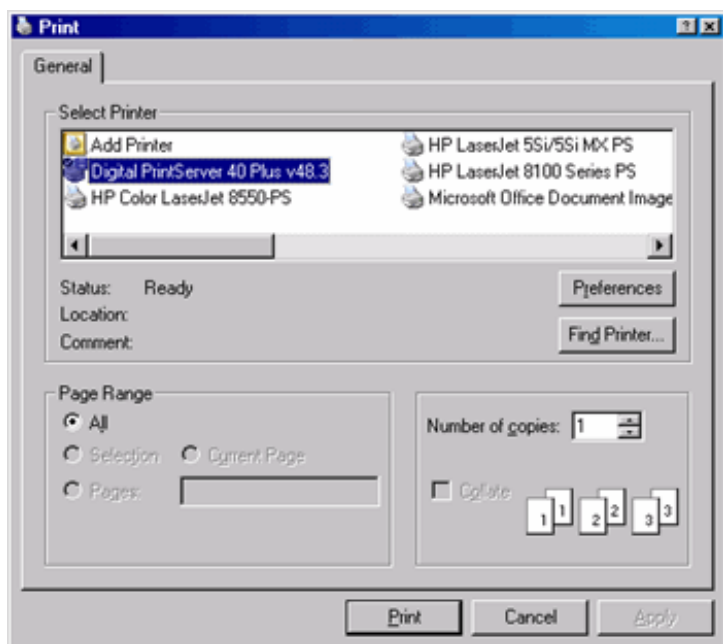 Print
General
Select Printer
Add Printer
Digital PrintServer 40 Plus v48.3
HP Color LaserJet 8550-PS
HP LaserJet 5Si/5Si MX PS
HP LaserJet 8100 Series PS
Microsoft Office Document Image
Status: Ready
Location:
Comment:
Preferences
Find Printer...
Page Range
All
Selection Current Page
Pages:
Number of copies: 1
Collate
1 1 2 2 3 3
Print Cancel Apply